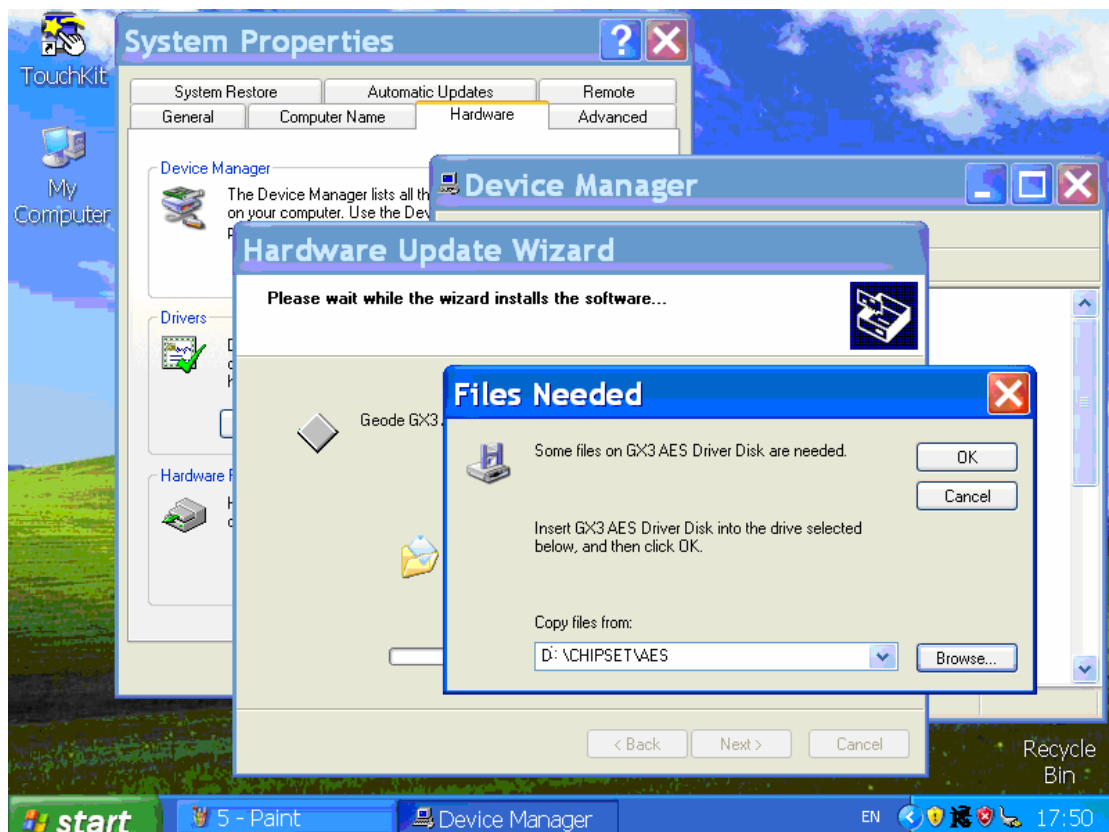 TouchKit
My
Computer
System Properties
System Restore
Automatic Updates
Remote
General
Computer Name
Hardware
Advanced
Device Manager
The Device Manager lists all th
on your computer. Use the Dev
Drivers
Hardware
Device Manager
Hardware Update Wizard
Please wait while the wizard installs the software...
Geode GX3
Files Needed
Some files on GX3 AES Driver Disk are needed.
OK
Cancel
Insert GX3 AES Driver Disk into the drive selected
below, and then click OK.
Copy files from:
D: \CHIPSET\AES
Browse...
< Back
Next >
Cancel
Recycle
Bin
start
5 - Paint
Device Manager
EN
17:50